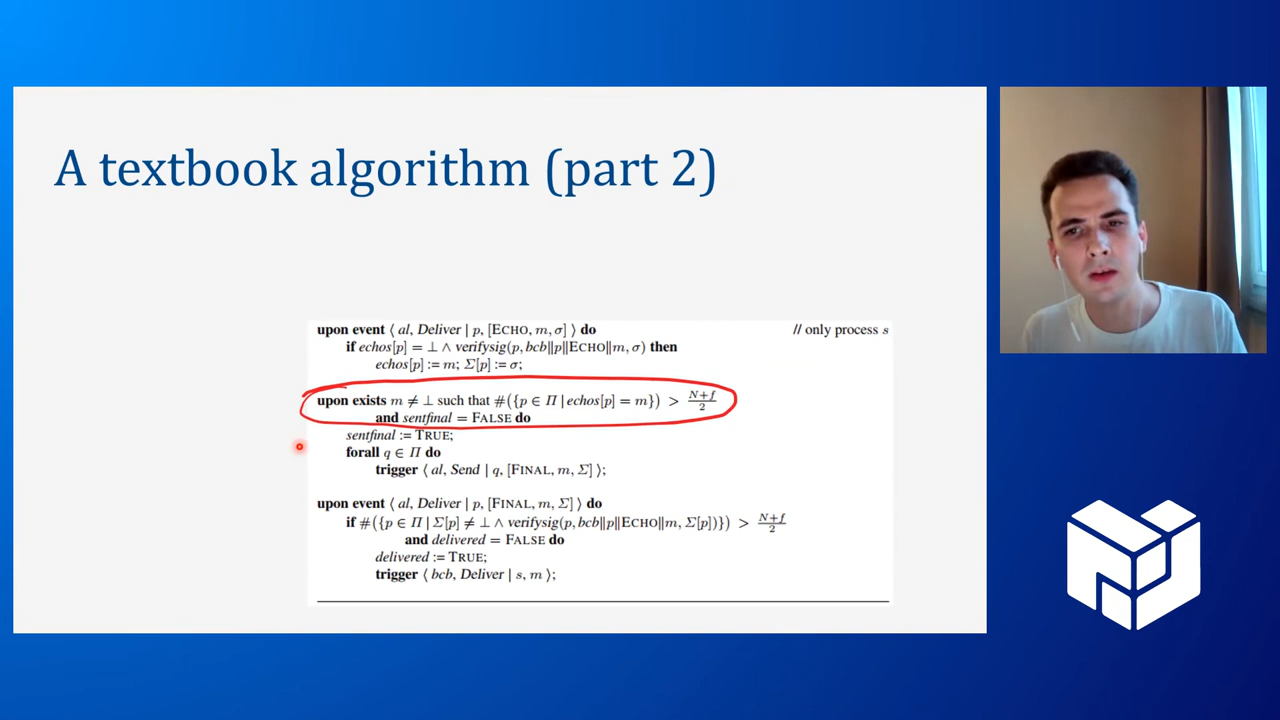 A textbook algorithm (part 2)
upon event ⟨ al, Deliver | p, [ECHO, m, σ] ⟩ do // only process s
if echos[p] = ⊥ ∧ verifysig(p, bcb‖p‖ECHO‖m, σ) then
echos[p] := m; Σ[p] := σ;
upon exists m ≠ ⊥ such that #({p ∈ Π | echos[p] = m}) > N+f/2
and sentfinal = FALSE do
sentfinal := TRUE;
forall q ∈ Π do
trigger ⟨ al, Send | q, [FINAL, m, Σ] ⟩;
upon event ⟨ al, Deliver | p, [FINAL, m, Σ] ⟩ do
if #({p ∈ Π | Σ[p] ≠ ⊥ ∧ verifysig(p, bcb‖p‖ECHO‖m, Σ[p])}) > N+f/2
and delivered = FALSE do
delivered := TRUE;
trigger ⟨ bcb, Deliver | s, m ⟩;